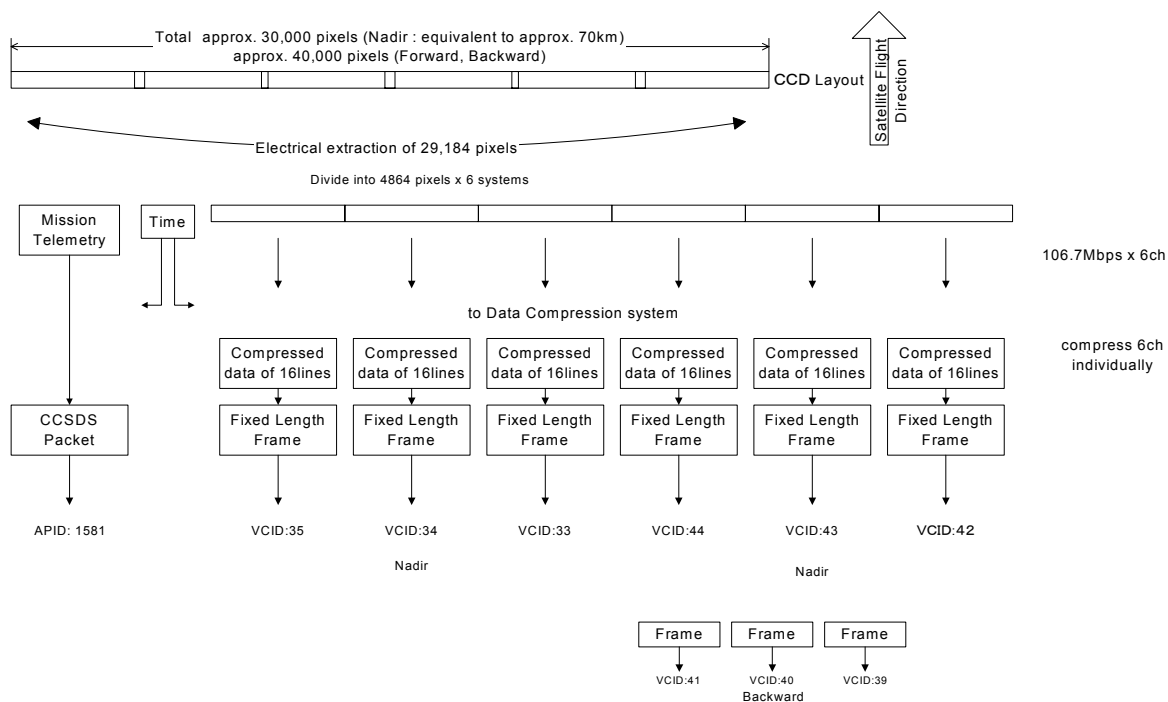 Total approx. 30,000 pixels (Nadir : equivalent to approx. 70km)
approx. 40,000 pixels (Forward, Backward)
CCD Layout
Satellite Flight
Direction
Electrical extraction of 29,184 pixels
Divide into 4864 pixels x 6 systems
Mission
Telemetry
Time
106.7Mbps x 6ch
to Data Compression system
Compressed
data of 16lines
Compressed
data of 16lines
Compressed
data of 16lines
Compressed
data of 16lines
Compressed
data of 16lines
Compressed
data of 16lines
compress 6ch
individually
CCSDS
Packet
Fixed Length
Frame
Fixed Length
Frame
Fixed Length
Frame
Fixed Length
Frame
Fixed Length
Frame
Fixed Length
Frame
APID: 1581
VCID:35
VCID:34
VCID:33
VCID:44
VCID:43
VCID:42
Nadir
Nadir
Frame
Frame
Frame
VCID:41
VCID:40
VCID:39
Backward